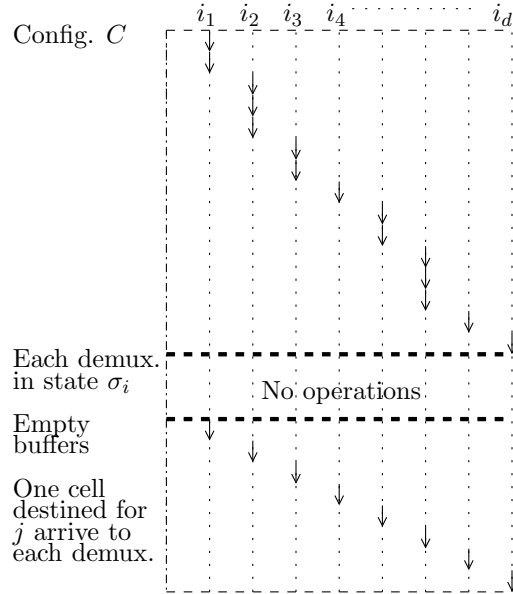 i₁ i₂ i₃ i₄ . . . . . . . . . i_d
Config. C
Each demux.
in state σᵢ
No operations
Empty
buffers
One cell
destined for
j arrive to
each demux.